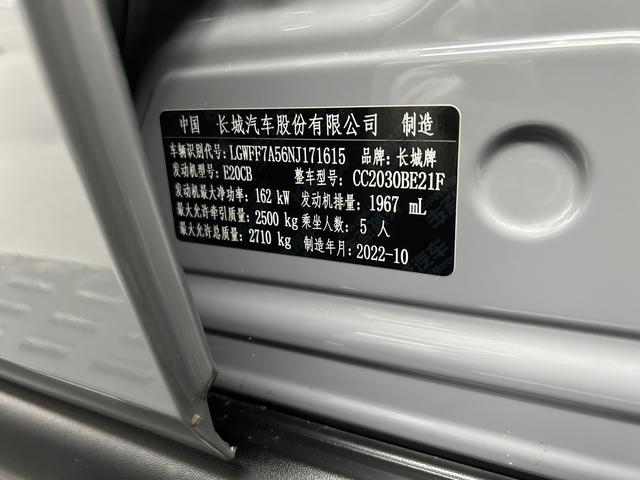 中国 长城汽车股份有限公司 制造
车辆识别代号: LGWFF7A56NJ171615 品牌: 长城牌
发动机型号: E20CB 整车型号: CC2030BE21F
发动机最大净功率: 162 kW 发动机排量: 1967 mL
最大允许牵引质量: 2500 kg 乘坐人数: 5 人
最大允许总质量: 2710 kg 制造年月: 2022-10